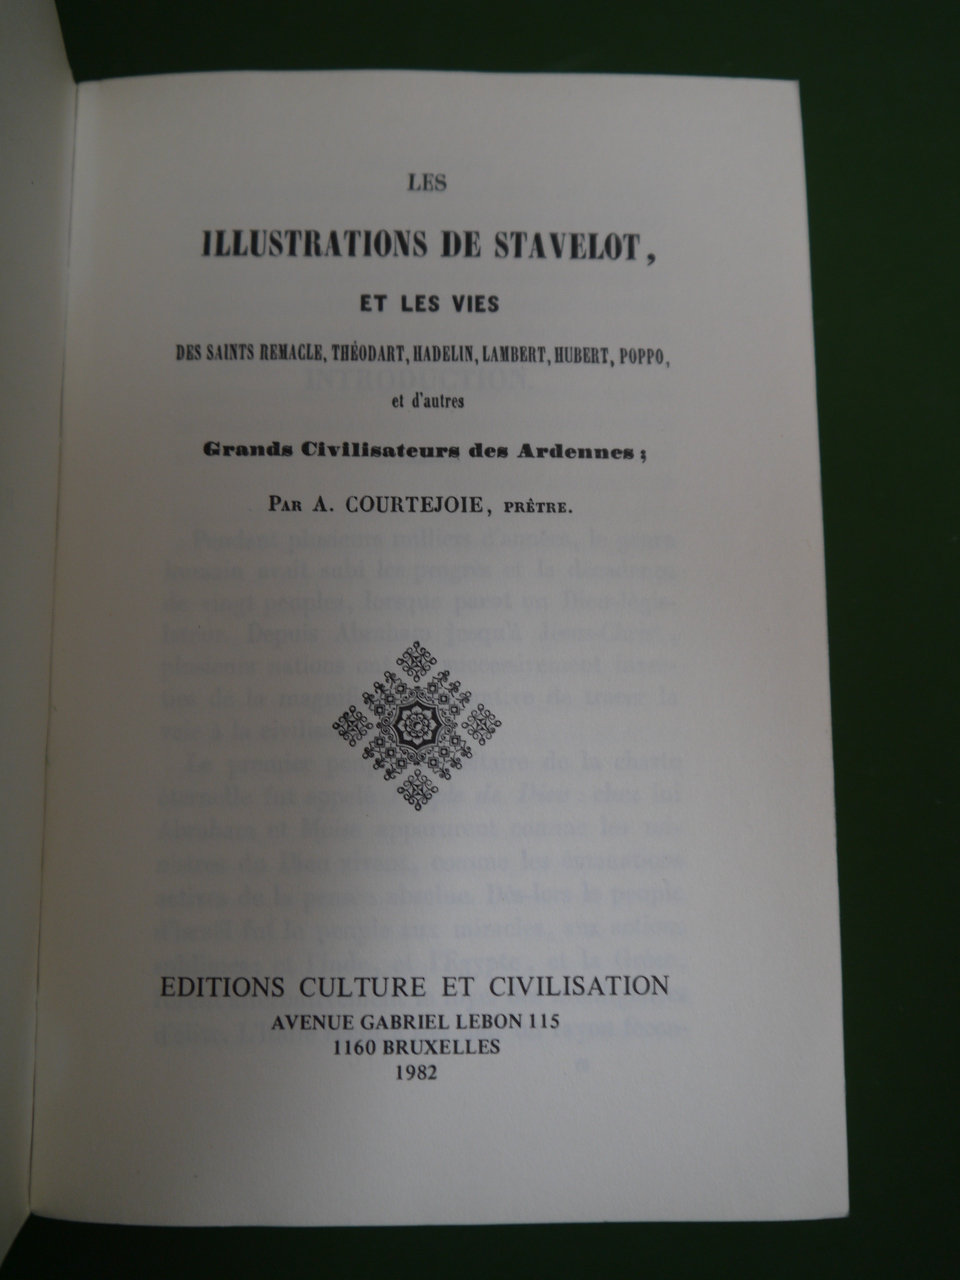 LES
ILLUSTRATIONS DE STAVELOT,
ET LES VIES
DES SAINTS REMACLE, THÉODART, HADELIN, LAMBERT, HUBERT, POPPO,
et d'autres
Grands Civilisateurs des Ardennes;
PAR A. COURTEJOIE, PRÊTRE.
EDITIONS CULTURE ET CIVILISATION
AVENUE GABRIEL LEBON 115
1160 BRUXELLES
1982